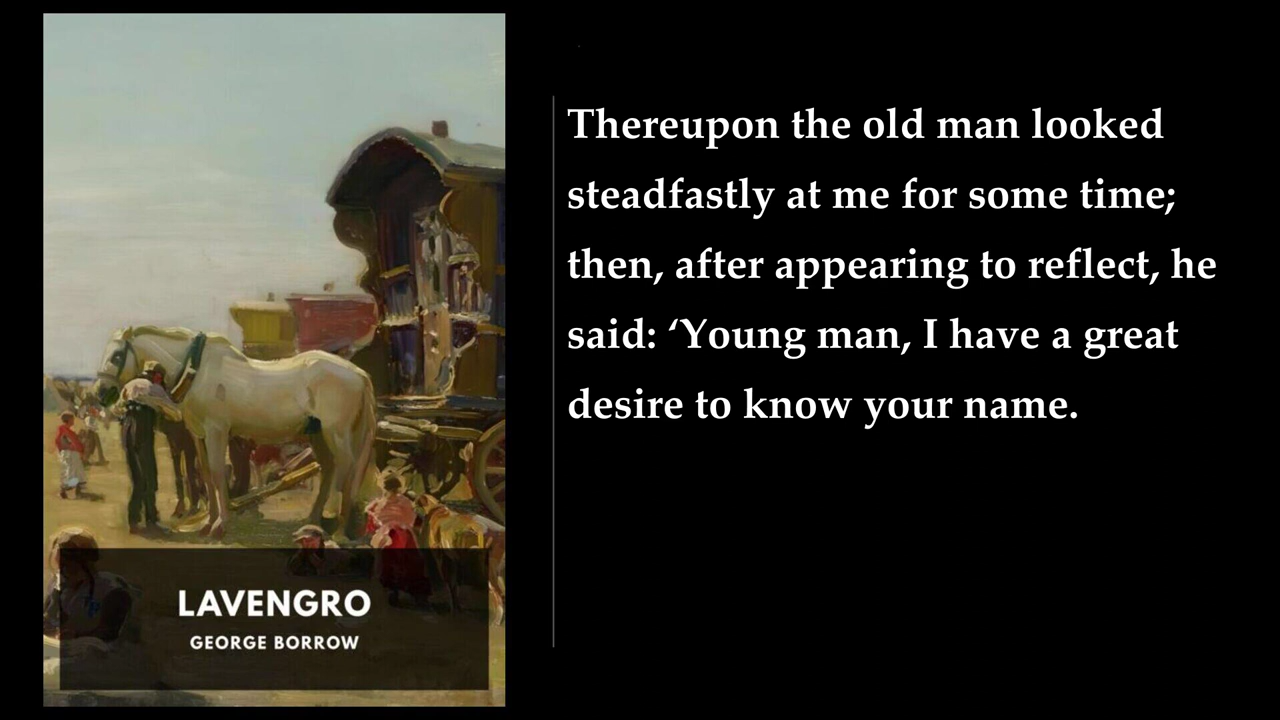 LAVENGRO
GEORGE BORROW
Thereupon the old man looked
steadfastly at me for some time;
then, after appearing to reflect, he
said: ‘Young man, I have a great
desire to know your name.